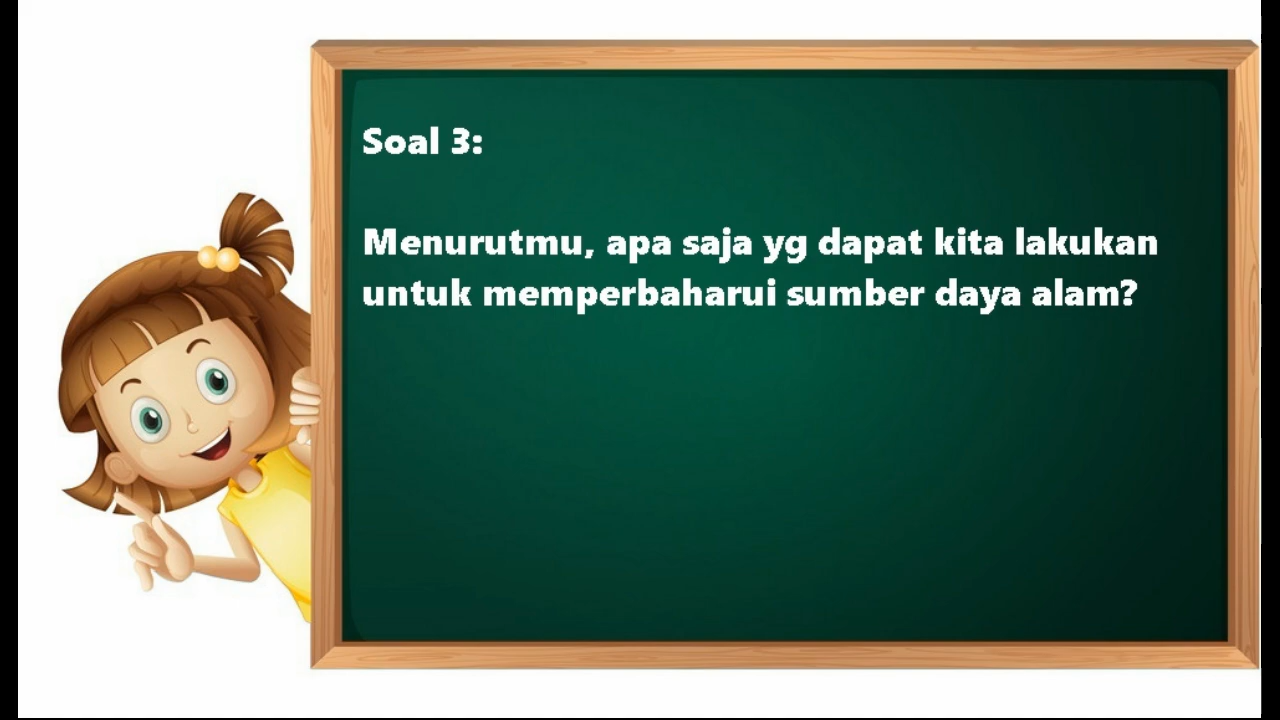 Soal 3:
Menurutmu, apa saja yg dapat kita lakukan
untuk memperbaharui sumber daya alam?